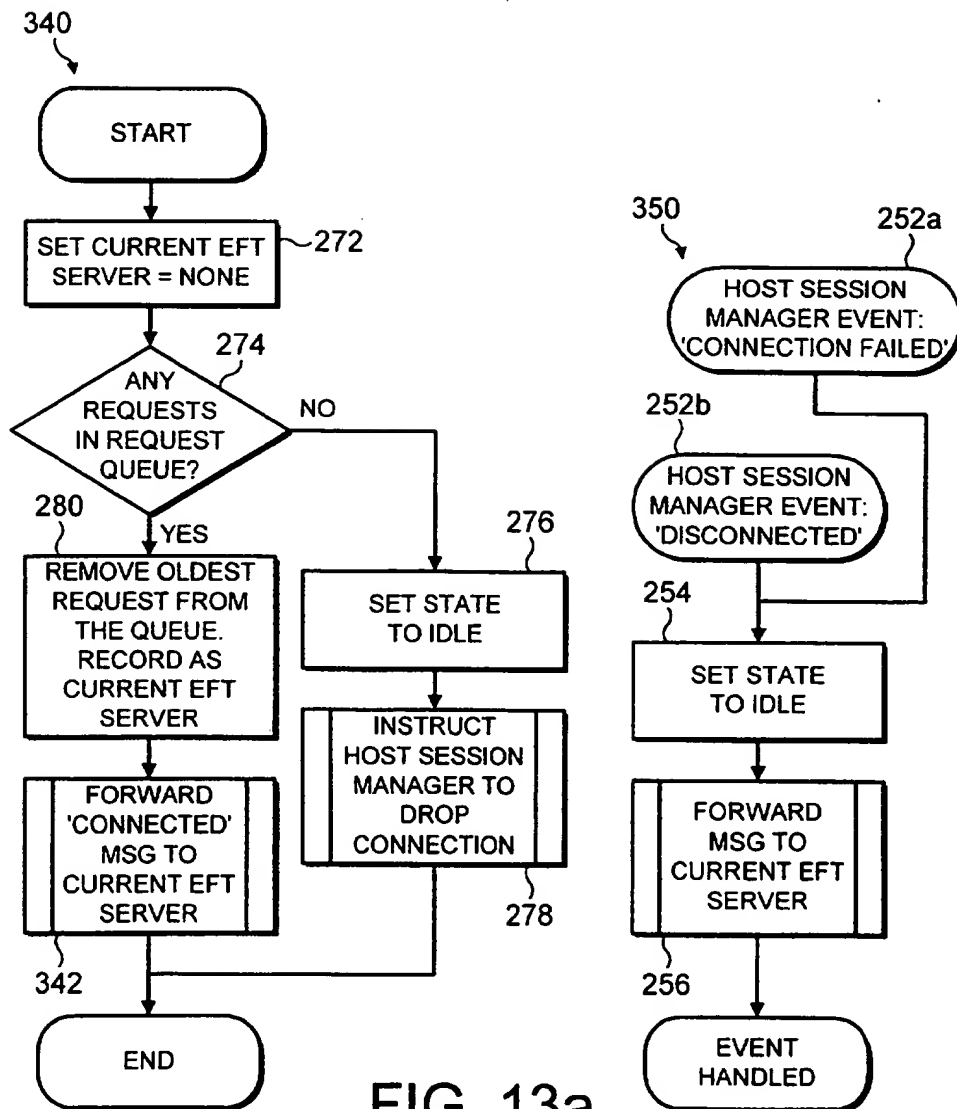 340
START
SET CURRENT EFT
SERVER = NONE
272
274
ANY
REQUESTS
IN REQUEST
QUEUE?
NO
YES
280
REMOVE OLDEST
REQUEST FROM
THE QUEUE.
RECORD AS
CURRENT EFT
SERVER
276
SET STATE
TO IDLE
FORWARD
'CONNECTED'
MSG TO
CURRENT EFT
SERVER
342
INSTRUCT
HOST SESSION
MANAGER TO
DROP
CONNECTION
278
END
350
252a
HOST SESSION
MANAGER EVENT:
'CONNECTION FAILED'
252b
HOST SESSION
MANAGER EVENT:
'DISCONNECTED'
254
SET STATE
TO IDLE
FORWARD
MSG TO
CURRENT EFT
SERVER
256
EVENT
HANDLED
FIG. 13a